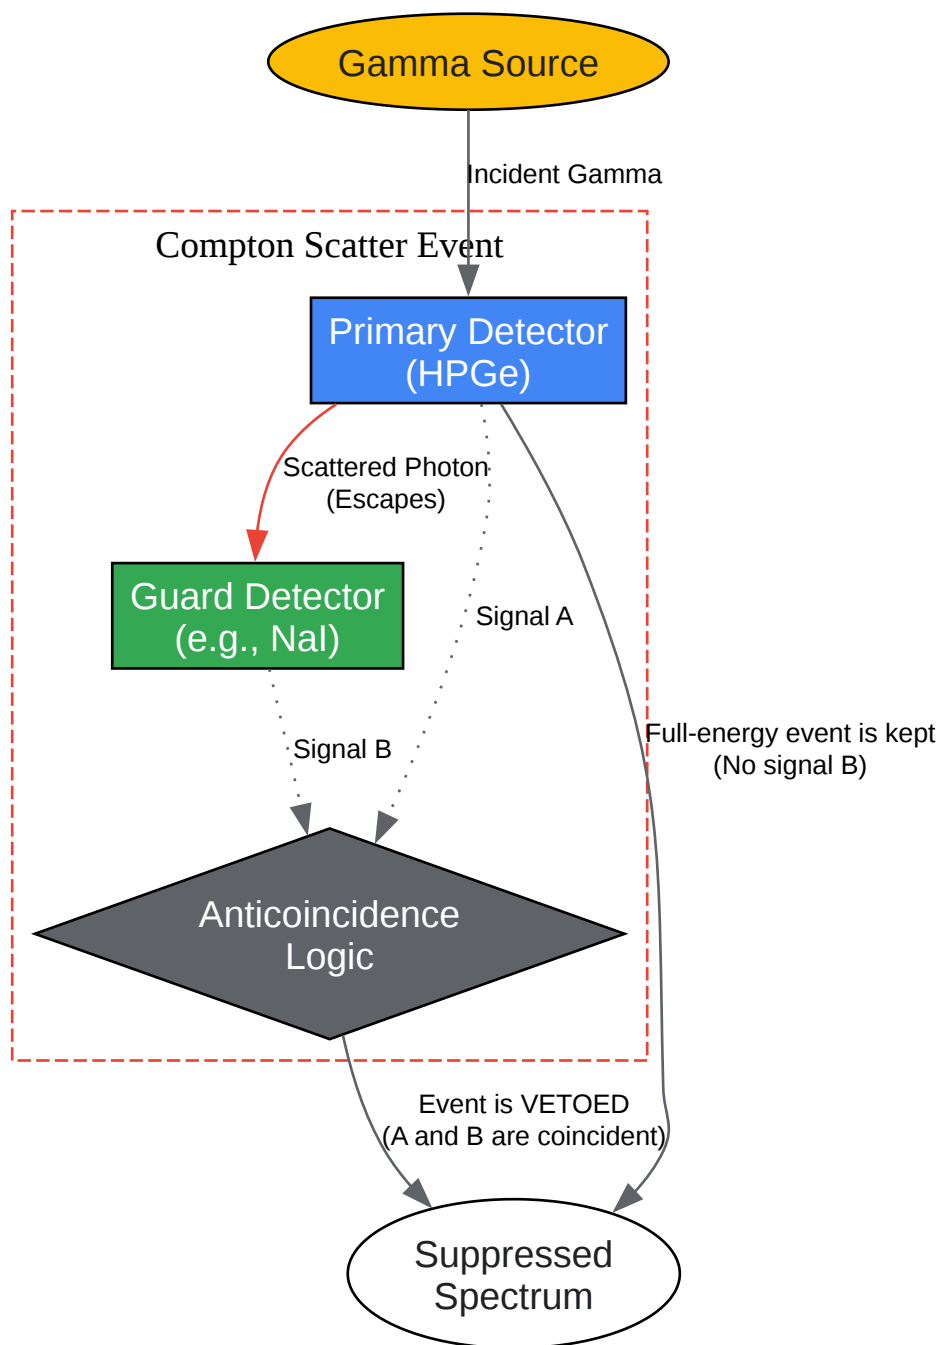 Gamma Source
Incident Gamma
Compton Scatter Event
Primary Detector
(HPGe)
Scattered Photon
(Escapes)
Guard Detector
(e.g., NaI)
Signal A
Signal B
Full-energy event is kept
(No signal B)
Anticoincidence
Logic
Event is VETOED
(A and B are coincident)
Suppressed
Spectrum